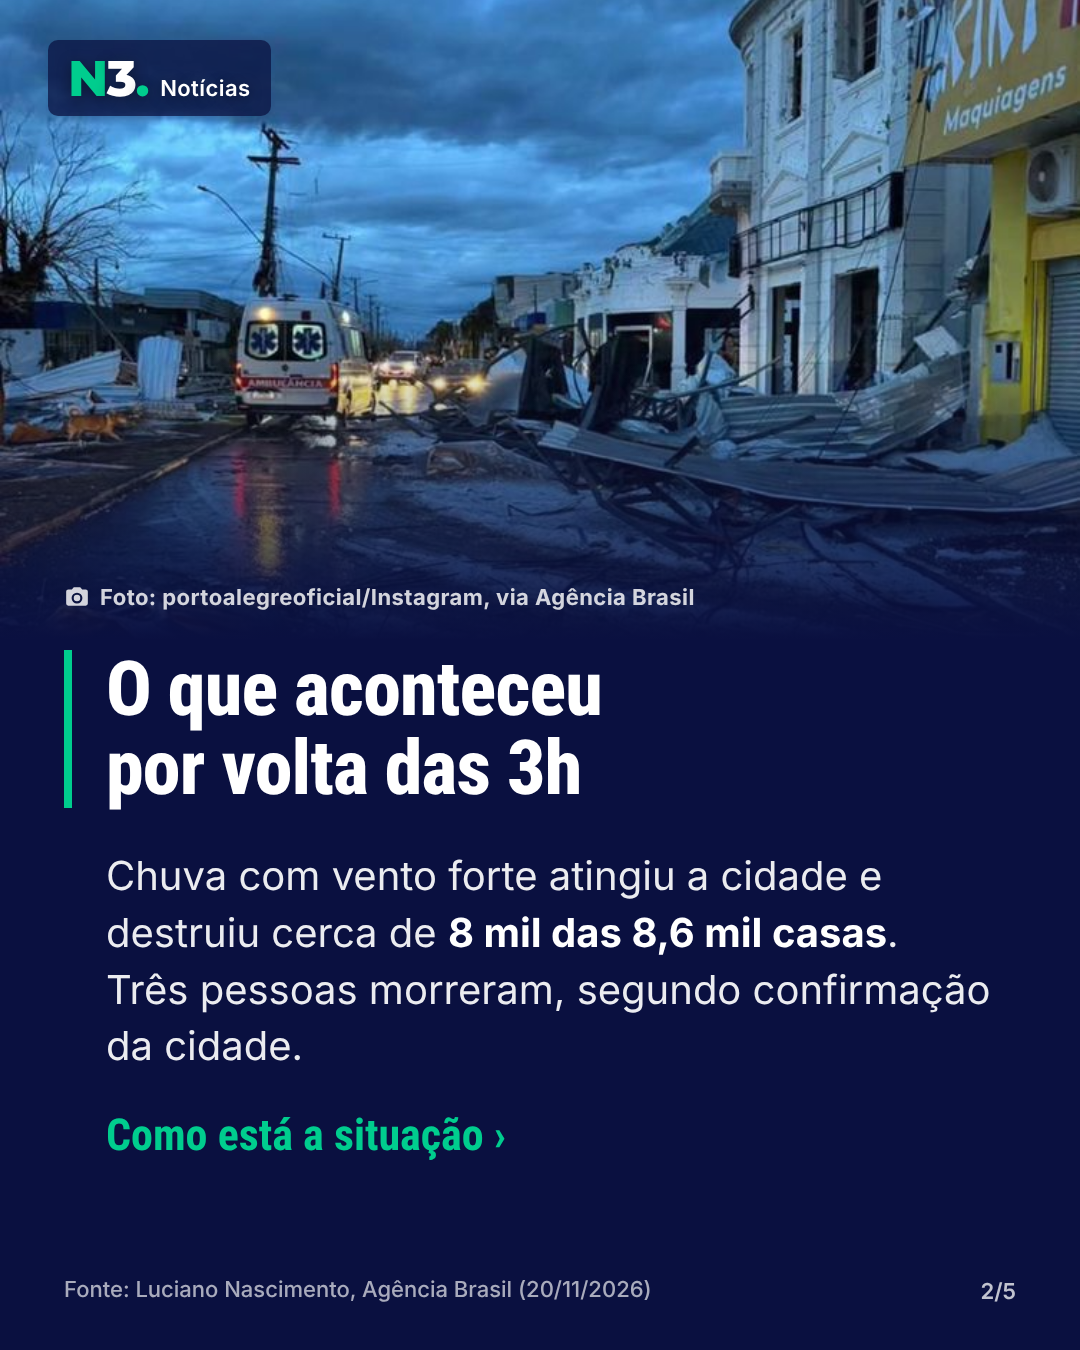 N3. Notícias
Maquiagens
AMBULÂNCIA
Foto: portoalegreoficial/Instagram, via Agência Brasil
O que aconteceu
por volta das 3h
Chuva com vento forte atingiu a cidade e
destruiu cerca de 8 mil das 8,6 mil casas.
Três pessoas morreram, segundo confirmação
da cidade.
Como está a situação ›
Fonte: Luciano Nascimento, Agência Brasil (20/11/2026)
2/5